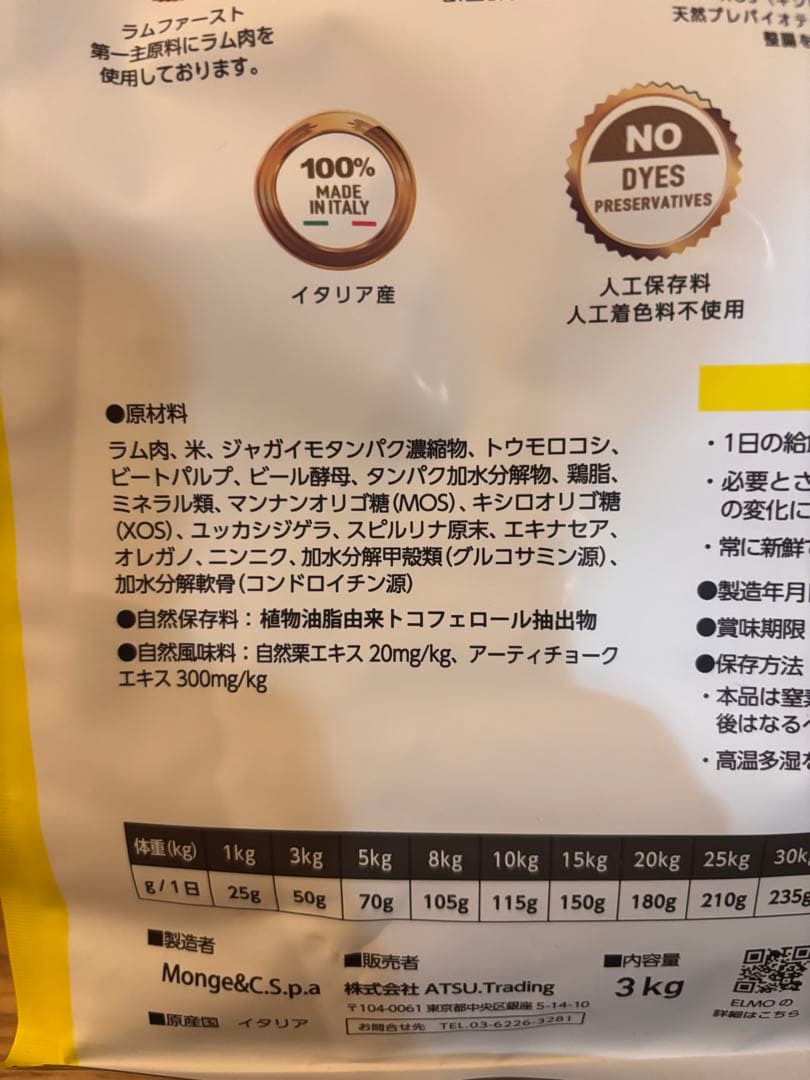 ラムファースト
第一主原料にラム肉を
使用しております。
天然プレバイオテ
整腸を
100%
MADE
IN ITALY
イタリア産
NO
DYES
PRESERVATIVES
人工保存料
人工着色料不使用
●原材料
ラム肉、米、ジャガイモタンパク濃縮物、トウモロコシ、
ビートパルプ、ビール酵母、タンパク加水分解物、鶏脂、
ミネラル類、マンナンオリゴ糖(MOS)、キシロオリゴ糖
(XOS)、ユッカシジゲラ、スピルリナ原末、エキナセア、
オレガノ、ニンニク、加水分解甲殻類(グルコサミン源)、
加水分解軟骨(コンドロイチン源)
●自然保存料：植物油脂由来トコフェロール抽出物
●自然風味料：自然栗エキス 20mg/kg、アーティチョーク
エキス 300mg/kg
・1日の給
・必要とさ
の変化に
・常に新鮮
●製造年月
●賞味期限
●保存方法
・本品は窒
後はなるべ
・高温多湿
体重(kg) 1kg 3kg 5kg 8kg 10kg 15kg 20kg 25kg 30k
g/1日 25g 50g 70g 105g 115g 150g 180g 210g 235g
■製造者
Monge&C.S.p.a
■原産国 イタリア
■販売者
株式会社 ATSU.Trading
〒104-0061 東京都中央区銀座 5-14-10
お問合せ先 TEL.03-6226-3281
■内容量
3kg
ELMO の
詳細はこちら